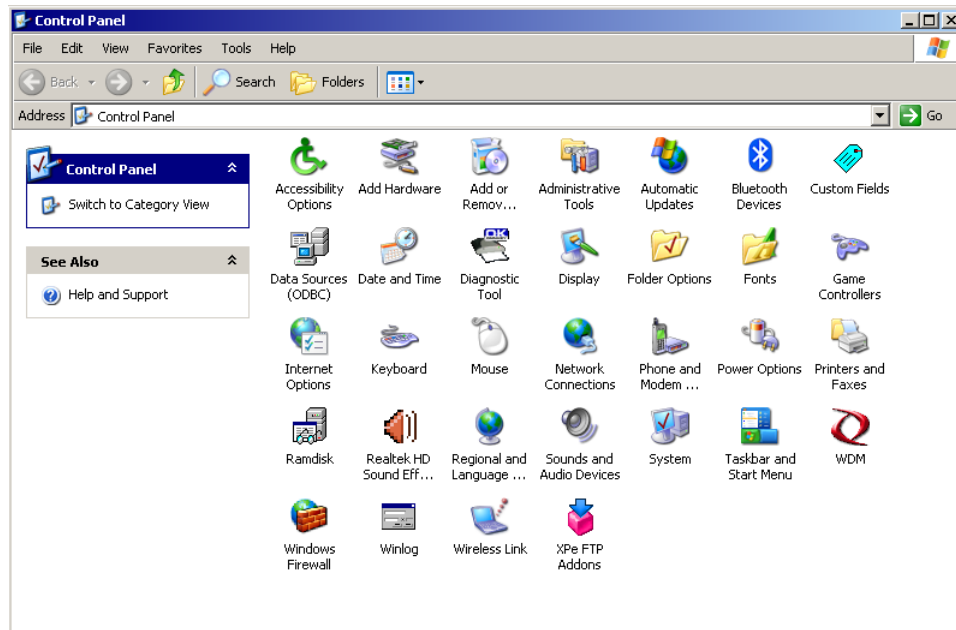 Control Panel
File Edit View Favorites Tools Help
Back Search Folders
Address Control Panel Go
Control Panel
Switch to Category View
See Also
Help and Support
Accessibility Options
Add Hardware
Add or Remov...
Administrative Tools
Automatic Updates
Bluetooth Devices
Custom Fields
Data Sources (ODBC)
Date and Time
OK
Diagnostic Tool
Display
Folder Options
Fonts
Game Controllers
Internet Options
Keyboard
Mouse
Network Connections
Phone and Modem ...
Power Options
Printers and Faxes
Ramdisk
Realtek HD Sound Eff...
Regional and Language ...
Sounds and Audio Devices
System
Taskbar and Start Menu
WDM
Windows Firewall
Winlog
Wireless Link
XPe FTP Addons